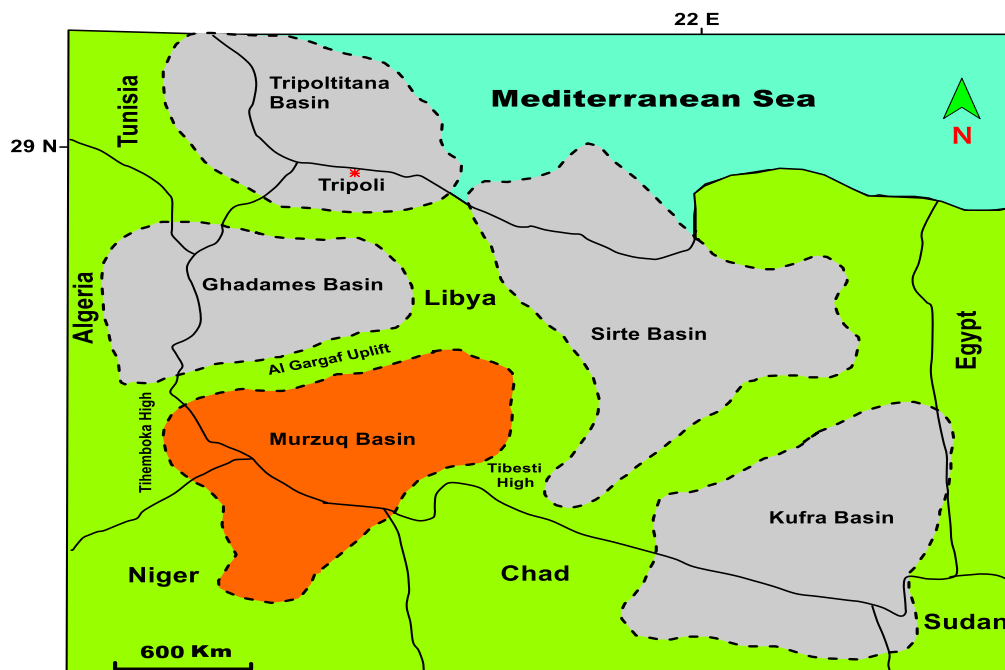 22 E
Tripoltitana
Basin
Mediterranean Sea
Tunisia
N
29 N
Tripoli
Ghadames Basin
Libya
Algeria
Sirte Basin
Egypt
Al Gargaf Uplift
Tihemboka High
Murzuq Basin
Tibesti
High
Kufra Basin
Niger
Chad
Sudan
600 Km